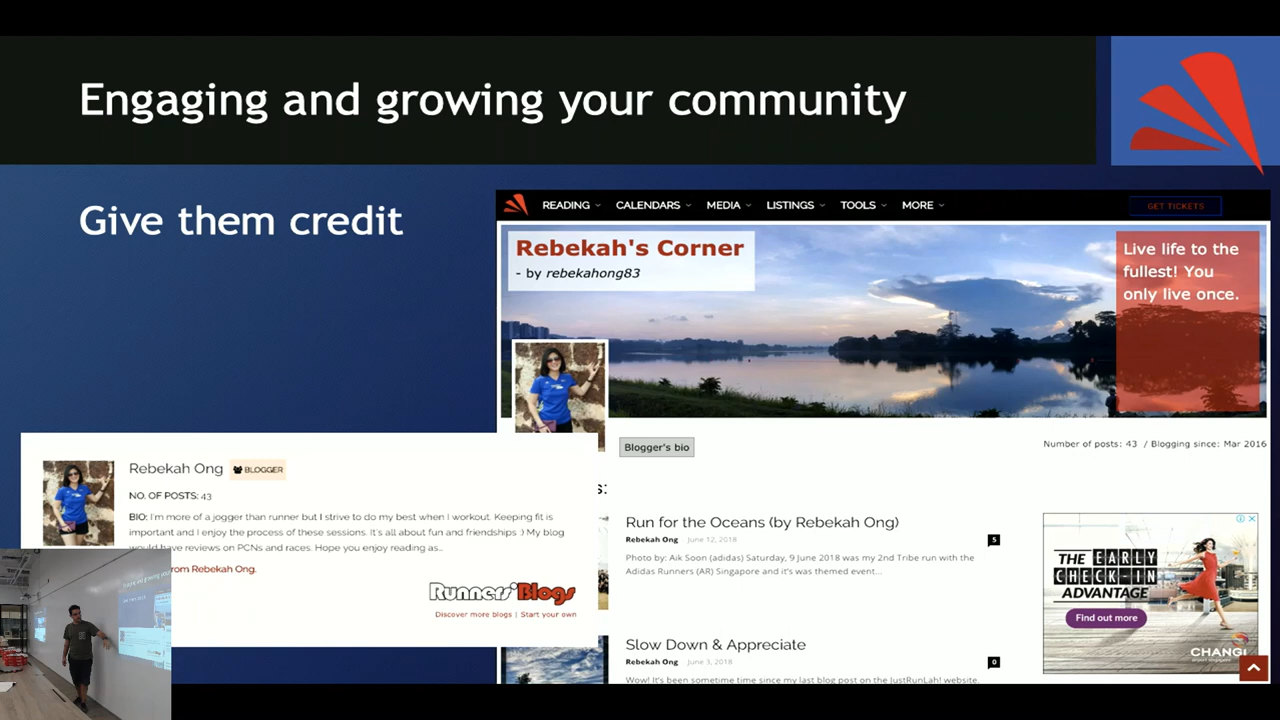 Engaging and growing your community
Give them credit
READING CALENDARS MEDIA LISTINGS TOOLS MORE GET TICKETS
Rebekah's Corner
- by rebekahong83
Live life to the
fullest! You
only live once.
Blogger's bio
Number of posts: 43 / Blogging since: Mar 2016
s:
Rebekah Ong BLOGGER
NO. OF POSTS: 43
BIO: I'm more of a jogger than runner but I strive to do my best when I workout. Keeping fit is
important and I enjoy the process of these sessions. It's all about fun and friendships :) My blog
would have reviews on PCNs and races. Hope you enjoy reading as...
from Rebekah Ong.
Runners'Blogs
Discover more blogs | Start your own
Run for the Oceans (by Rebekah Ong)
Rebekah Ong June 12, 2018 5
Photo by: Aik Soon (adidas) Saturday, 9 June 2018 was my 2nd Tribe run with the
Adidas Runners (AR) Singapore and it's was themed event...
Slow Down & Appreciate
Rebekah Ong June 3, 2018 0
Wow! It's been sometime time since my last blog post on the JustRunLah! website.
THE EARLY
CHECK-IN
ADVANTAGE
Find out more
CHANGI